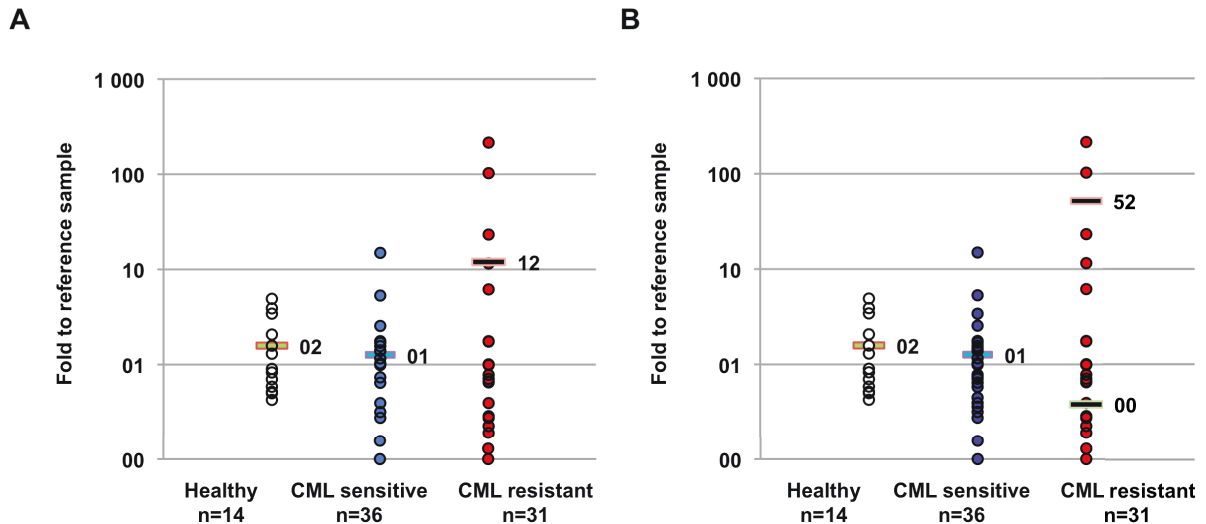 A
B
Fold to reference sample
1 000
100
10
01
00
02
01
12
Healthy
n=14
CML sensitive
n=36
CML resistant
n=31
Fold to reference sample
1 000
100
10
01
00
02
01
52
00
Healthy
n=14
CML sensitive
n=36
CML resistant
n=31